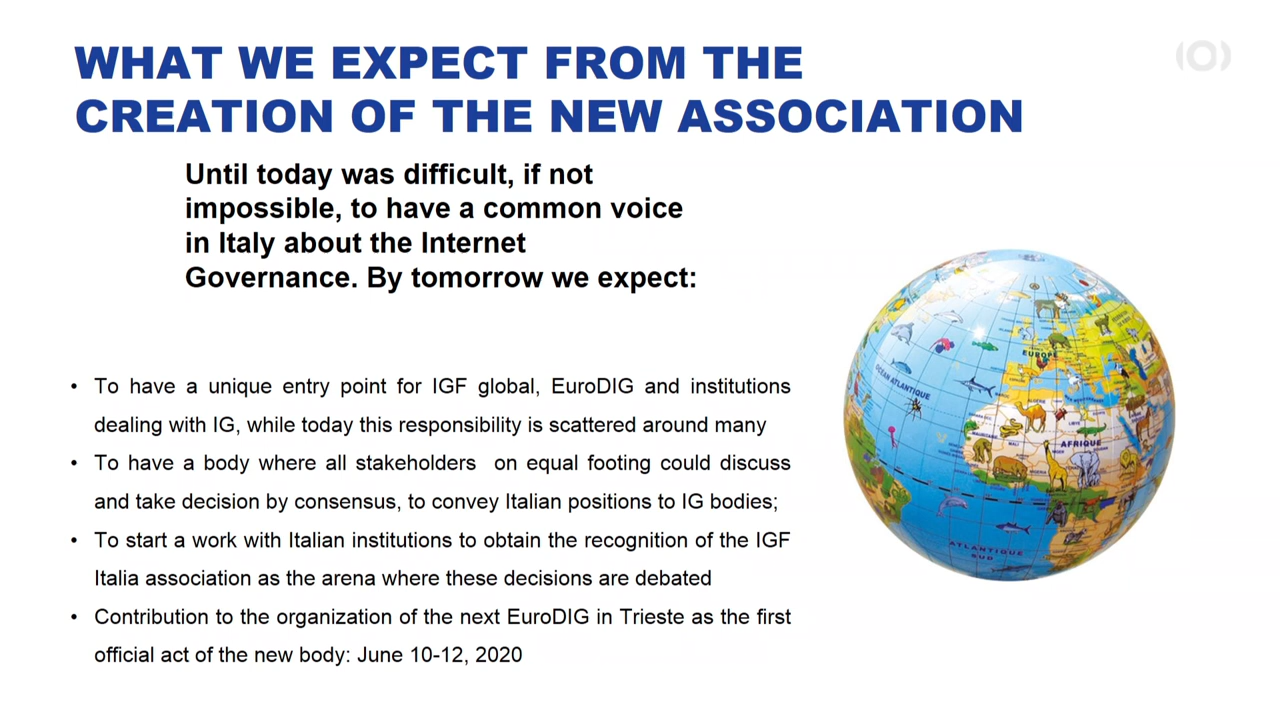 WHAT WE EXPECT FROM THE
CREATION OF THE NEW ASSOCIATION
Until today was difficult, if not
impossible, to have a common voice
in Italy about the Internet
Governance. By tomorrow we expect:
• To have a unique entry point for IGF global, EuroDIG and institutions
dealing with IG, while today this responsibility is scattered around many
• To have a body where all stakeholders on equal footing could discuss
and take decision by consensus, to convey Italian positions to IG bodies;
• To start a work with Italian institutions to obtain the recognition of the IGF
Italia association as the arena where these decisions are debated
• Contribution to the organization of the next EuroDIG in Trieste as the first
official act of the new body: June 10-12, 2020
EUROPE
OCÉAN ATLANTIQUE
AFRIQUE
MALI
ATLANTIQUE
SUD